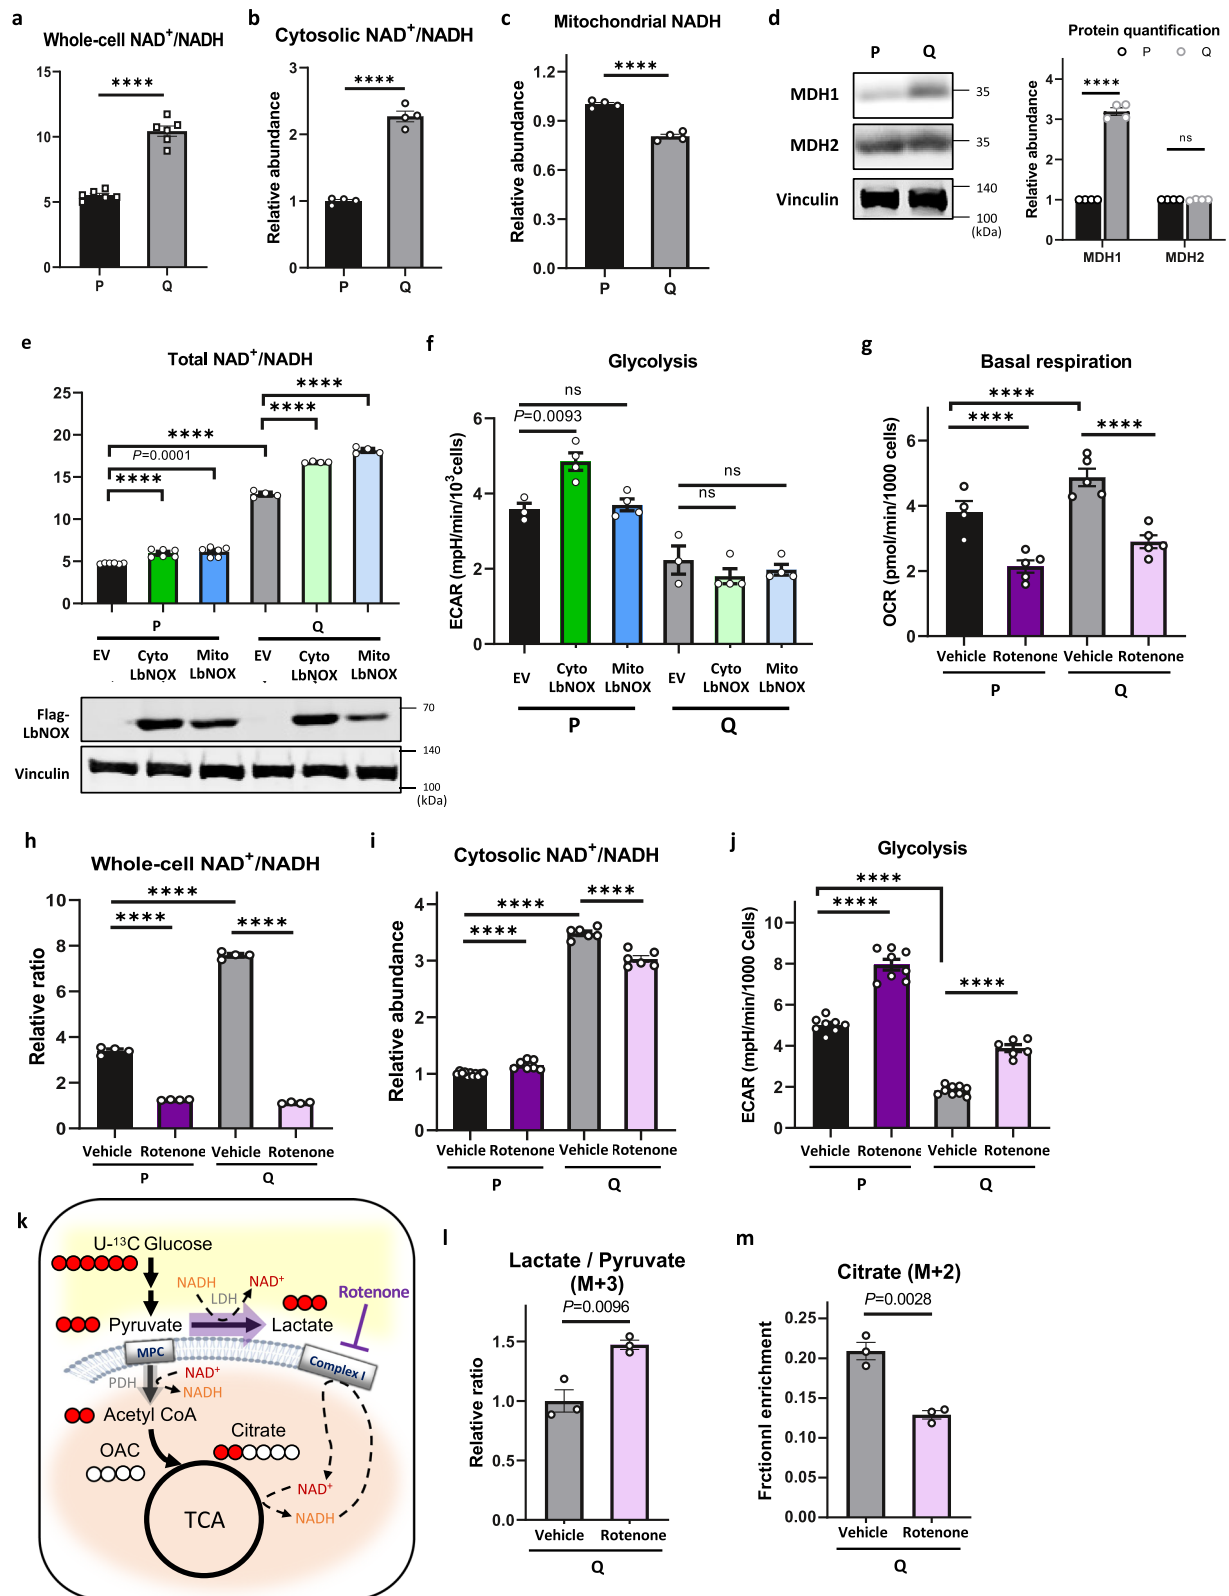 a
Whole-cell NAD+/NADH
15
10
5
0
****
P
Q
b
Cytosolic NAD+/NADH
Relative abundance
3
2
1
0
****
P
Q
c
Mitochondrial NADH
Relative abundance
1.2
0.9
0.6
0.3
0.0
****
P
Q
d
P
Q
MDH1
35
MDH2
35
Vinculin
140
100
(kDa)
Protein quantification
P
Q
Relative abundance
4
3
2
1
0
****
ns
MDH1
MDH2
e
Total NAD+/NADH
25
20
15
10
5
0
****
****
****
P=0.0001
****
P
Q
EV
Cyto LbNOX
Mito LbNOX
EV
Cyto LbNOX
Mito LbNOX
Flag-LbNOX
70
Vinculin
140
100
(kDa)
f
Glycolysis
ECAR (mpH/min/10³cells)
6
4
2
0
ns
P=0.0093
ns
ns
EV
Cyto LbNOX
Mito LbNOX
EV
Cyto LbNOX
Mito LbNOX
P
Q
g
Basal respiration
OCR (pmol/min/1000 cells)
6
4
2
0
****
****
****
Vehicle
Rotenone
Vehicle
Rotenone
P
Q
h
Whole-cell NAD+/NADH
Relative ratio
10
8
6
4
2
0
****
****
****
Vehicle
Rotenone
Vehicle
Rotenone
P
Q
i
Cytosolic NAD+/NADH
Relative abundance
4
3
2
1
0
****
****
****
Vehicle
Rotenone
Vehicle
Rotenone
P
Q
j
Glycolysis
ECAR (mpH/min/1000 Cells)
10
8
6
4
2
0
****
****
****
Vehicle
Rotenone
Vehicle
Rotenone
P
Q
k
U-¹³C Glucose
NADH
NAD+
LDH
Rotenone
Pyruvate
Lactate
MPC
Complex I
PDH
NAD+
NADH
Acetyl CoA
Citrate
OAC
NAD+
TCA
NADH
l
Lactate / Pyruvate
(M+3)
P=0.0096
Relative ratio
1.5
1.0
0.5
0.0
Vehicle
Rotenone
Q
m
Citrate (M+2)
P=0.0028
Frctionnl enrichment
0.25
0.20
0.15
0.10
0.05
0.00
Vehicle
Rotenone
Q